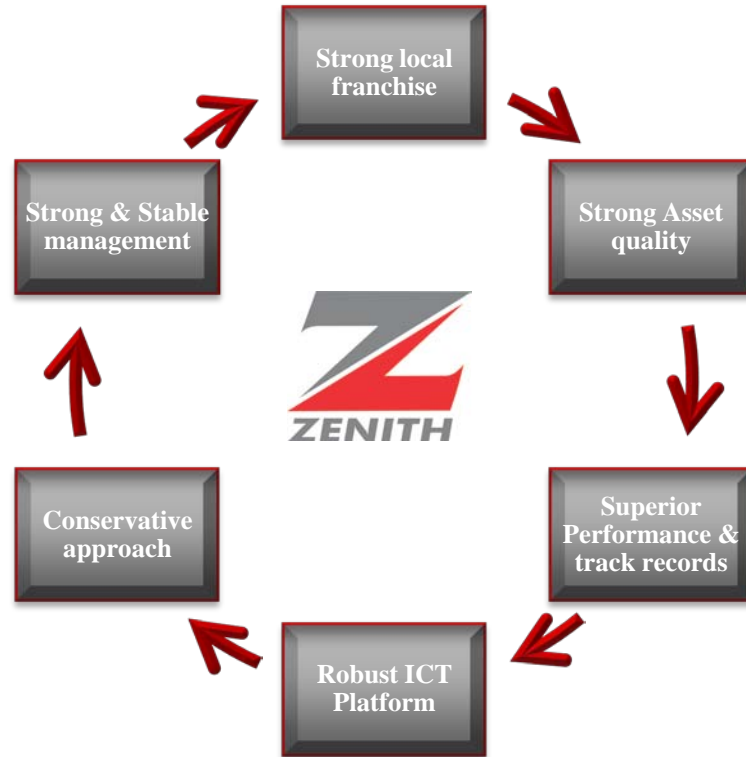 Strong local
franchise
Strong Asset
quality
Superior
Performance &
track records
Robust ICT
Platform
Conservative
approach
Strong & Stable
management
ZENITH